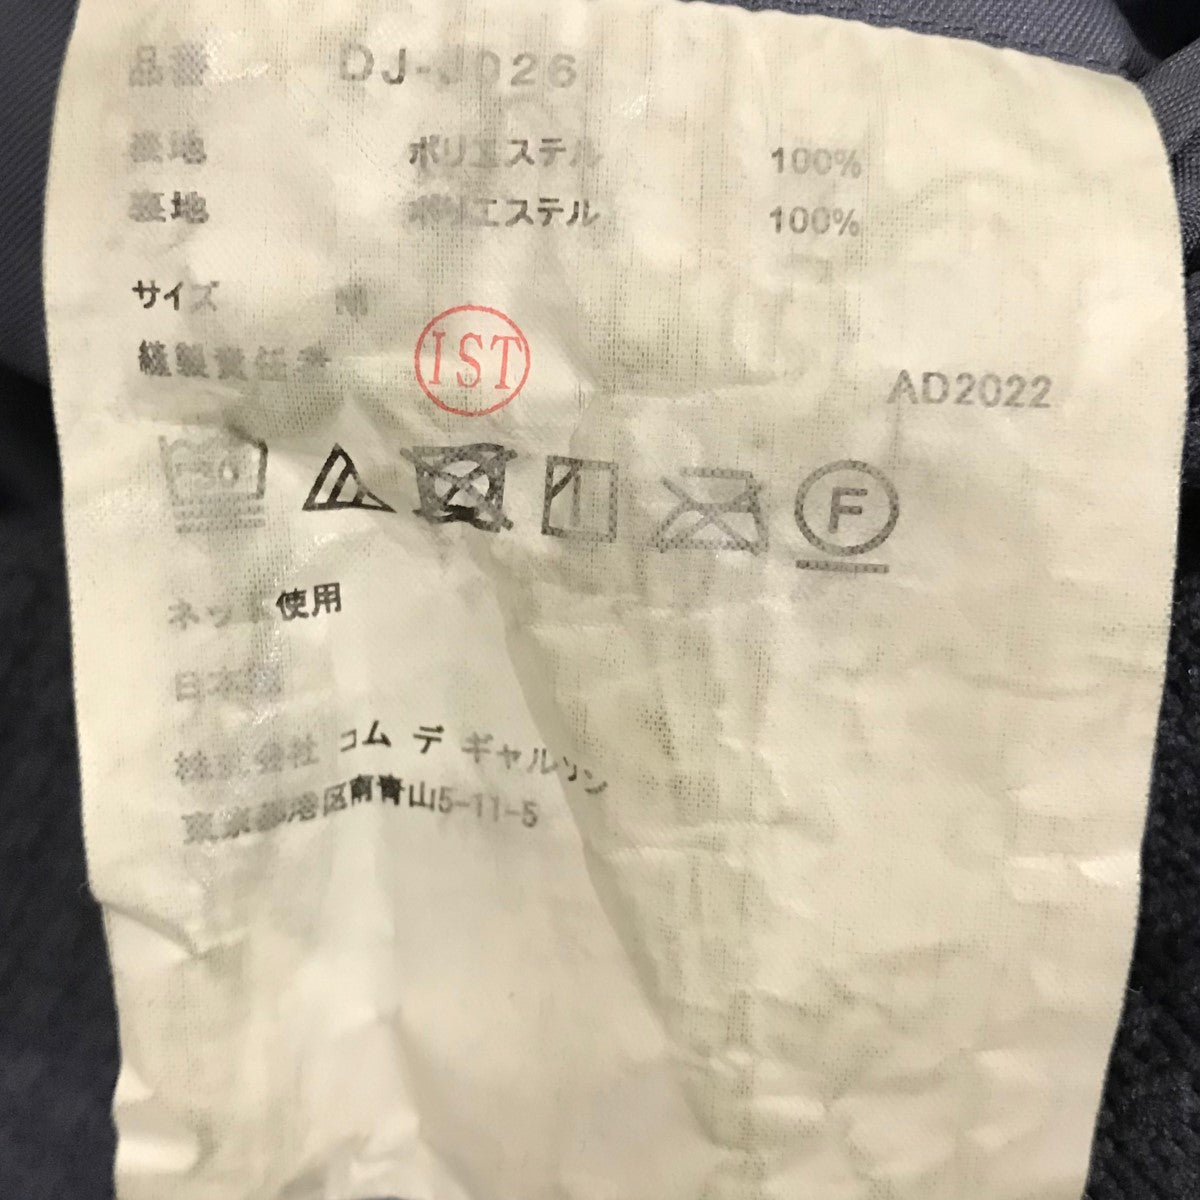 品番 DJ-J026
表地 ポリエステル 100%
裏地 ポリエステル 100%
サイズ
縫製責任者 IST
AD2022
30
F
ネット使用
日本製
株式会社 コム デ ギャルソン
東京都港区南青山5-11-5